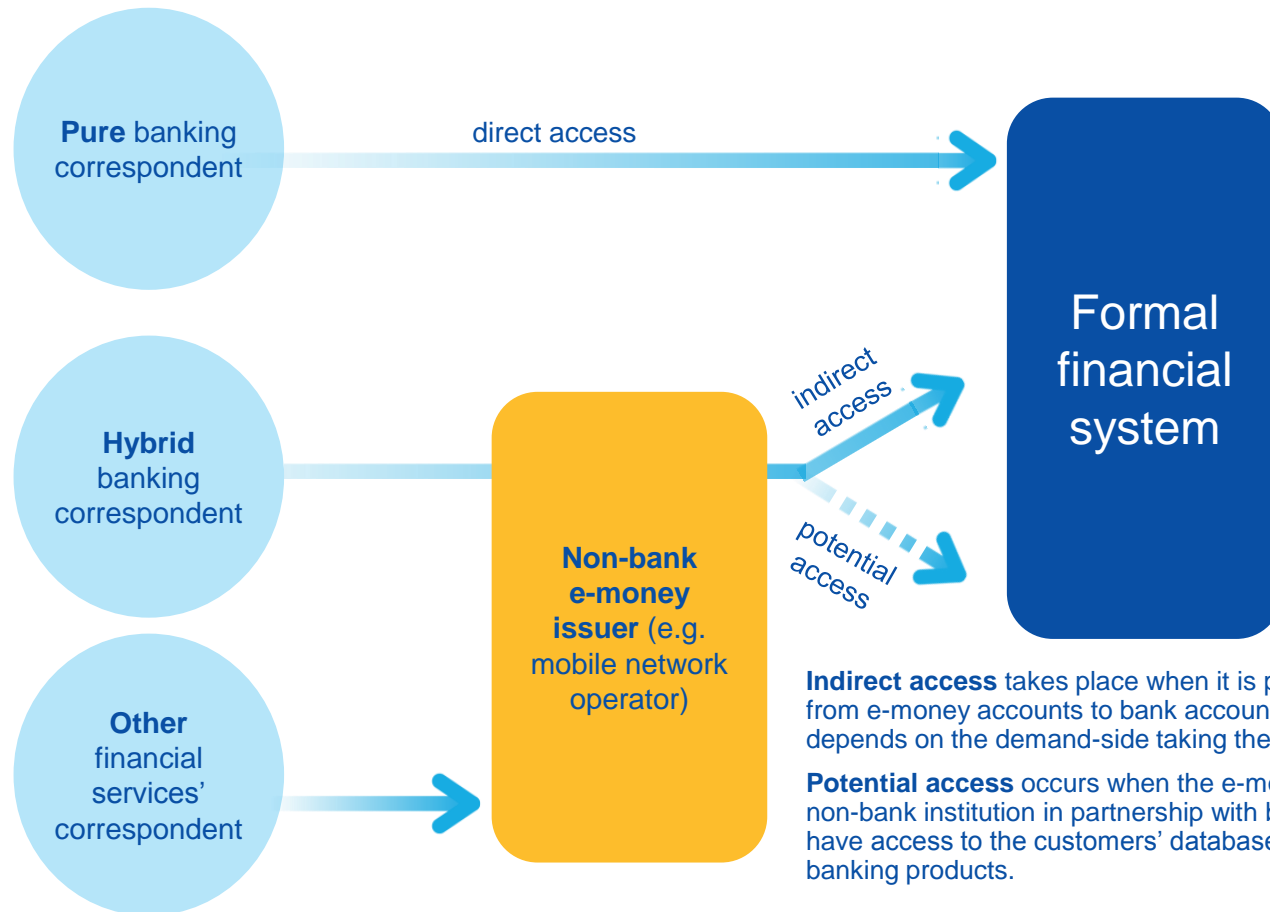 Pure banking
correspondent
direct access
Formal
financial
system
Hybrid
banking
correspondent
indirect
access
potential
access
Non-bank
e-money
issuer (e.g.
mobile network
operator)
Other
financial
services’
correspondent
Indirect access takes place when it is
from e-money accounts to bank
depends on the demand-side taking
Potential access occurs when the
non-bank institution in partnership with
have access to the customers’
banking products.